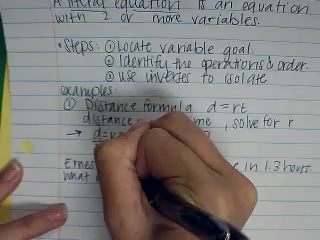 A literal equation is an equation
with 2 or more variables.
• Steps: ① Locate variable goal.
② Identify the operations & order.
③ Use inverses to isolate
examples:
① Distance formula d=rt
distance me, solve for r
→ d=r
Ernes e in 1.3 hours.
what